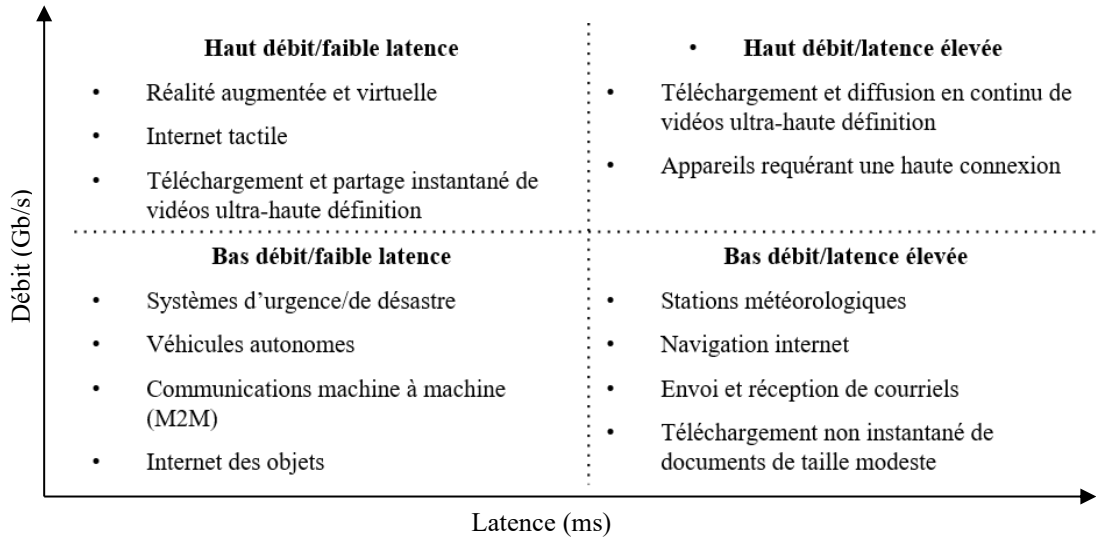 Débit (Gb/s)
Haut débit/faible latence
• Réalité augmentée et virtuelle
• Internet tactile
• Téléchargement et partage instantané de
vidéos ultra-haute définition
• Haut débit/latence élevée
• Téléchargement et diffusion en continu de
vidéos ultra-haute définition
• Appareils requérant une haute connexion
Bas débit/faible latence
• Systèmes d’urgence/de désastre
• Véhicules autonomes
• Communications machine à machine
(M2M)
• Internet des objets
Bas débit/latence élevée
• Stations météorologiques
• Navigation internet
• Envoi et réception de courriels
• Téléchargement non instantané de
documents de taille modeste
Latence (ms)